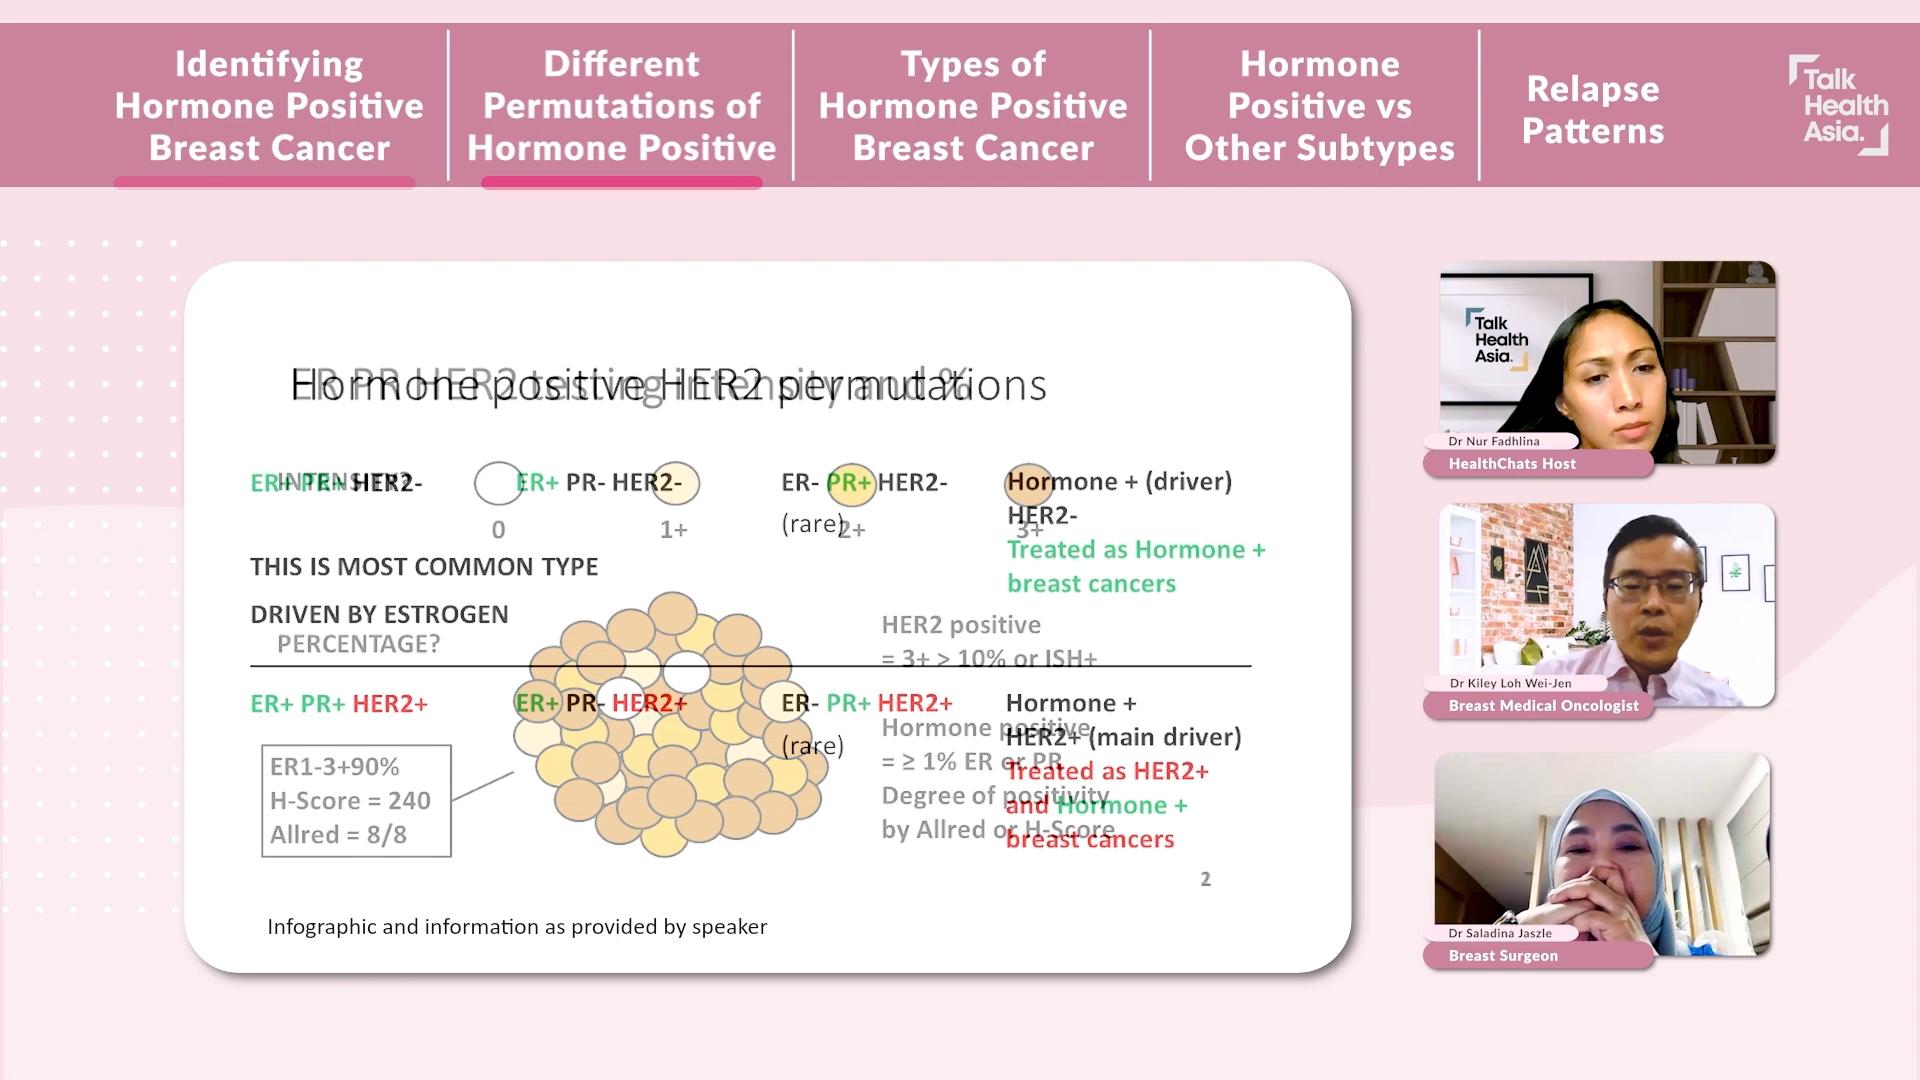 Identifying
Hormone Positive
Breast Cancer
Different
Permutations of
Hormone Positive
Types of
Hormone Positive
Breast Cancer
Hormone
Positive vs
Other Subtypes
Relapse
Patterns
Talk
Health
Asia.
Hormone positive HER2 permutations
ER PR HER2 testing intensity and %
ER+ PR+ HER2-
ER+ PR- HER2-
ER- PR+ HER2-
(rare)
Hormone + (driver)
HER2-
Treated as Hormone +
breast cancers
INTENSITY?
0
1+
2+
3+
THIS IS MOST COMMON TYPE
DRIVEN BY ESTROGEN
PERCENTAGE?
HER2 positive
= 3+ > 10% or ISH+
ER+ PR+ HER2+
ER+ PR- HER2+
ER- PR+ HER2+
(rare)
Hormone +
HER2+ (main driver)
Treated as HER2+
and Hormone +
breast cancers
Hormone positive
= ≥ 1% ER or PR
Degree of positivity
by Allred or H-Score
ER1-3+90%
H-Score = 240
Allred = 8/8
2
Infographic and information as provided by speaker
Talk
Health
Asia.
Dr Nur Fadhlina
HealthChats Host
Dr Kiley Loh Wei-Jen
Breast Medical Oncologist
Dr Saladina Jaszle
Breast Surgeon